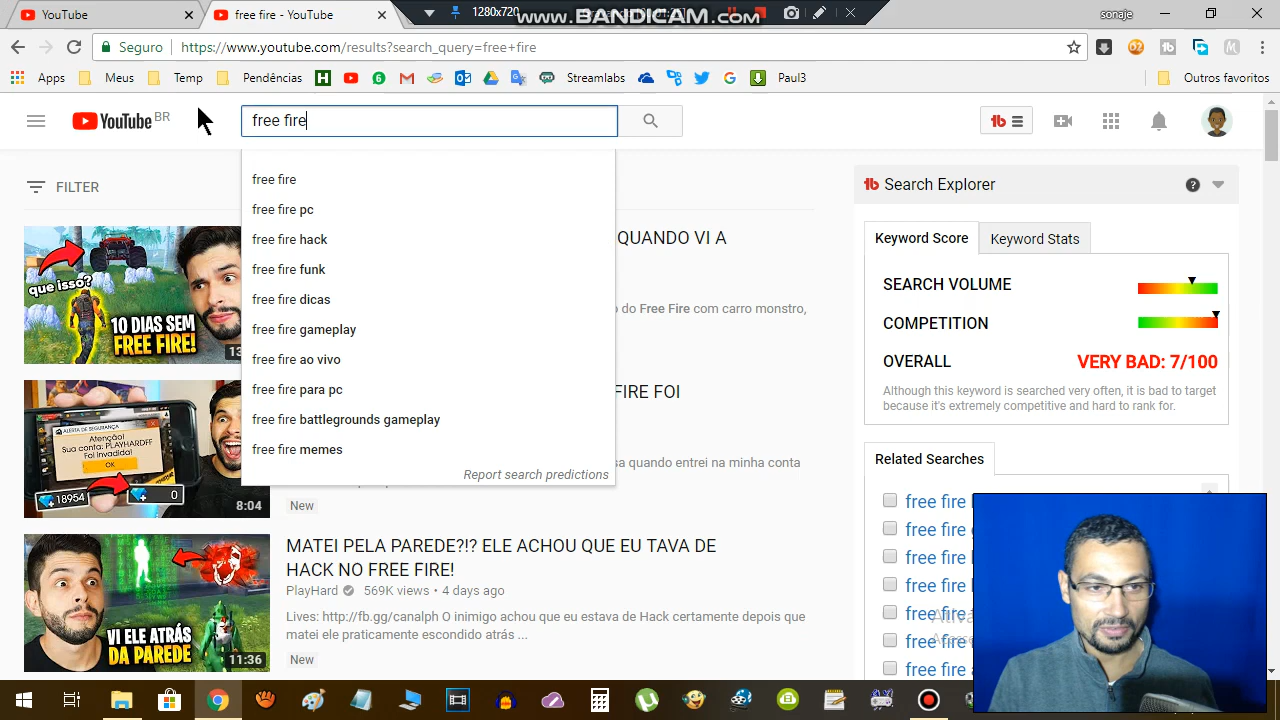 YouTube
free fire - YouTube
1280x720
www.BANDICAM.com
sonaje
Seguro
https://www.youtube.com/results?search_query=free+fire
Apps
Meus
Temp
Pendências
Streamlabs
Paul3
Outros favoritos
YouTube BR
free fire
FILTER
free fire
free fire pc
free fire hack
free fire funk
free fire dicas
free fire gameplay
free fire ao vivo
free fire para pc
free fire battlegrounds gameplay
free fire memes
Report search predictions
que isso?
10 DIAS SEM
FREE FIRE!
QUANDO VI A
do Free Fire com carro monstro,
ALERTA DE SEGURANÇA
Atenção!
Sua conta: PLAYHARDFF
Foi invadida!
OK
18954
0
8:04
FIRE FOI
sa quando entrei na minha conta
New
VI ELE ATRÁS
DA PAREDE
11:36
MATEI PELA PAREDE?!? ELE ACHOU QUE EU TAVA DE
HACK NO FREE FIRE!
PlayHard
569K views • 4 days ago
Lives: http://fb.gg/canalph O inimigo achou que eu estava de Hack certamente depois que
matei ele praticamente escondido atrás ...
New
tb Search Explorer
Keyword Score
Keyword Stats
SEARCH VOLUME
COMPETITION
OVERALL
VERY BAD: 7/100
Although this keyword is searched very often, it is bad to target
because it's extremely competitive and hard to rank for.
Related Searches
free fire
free fire
free fire
free fire
free fire
free fire
free fire